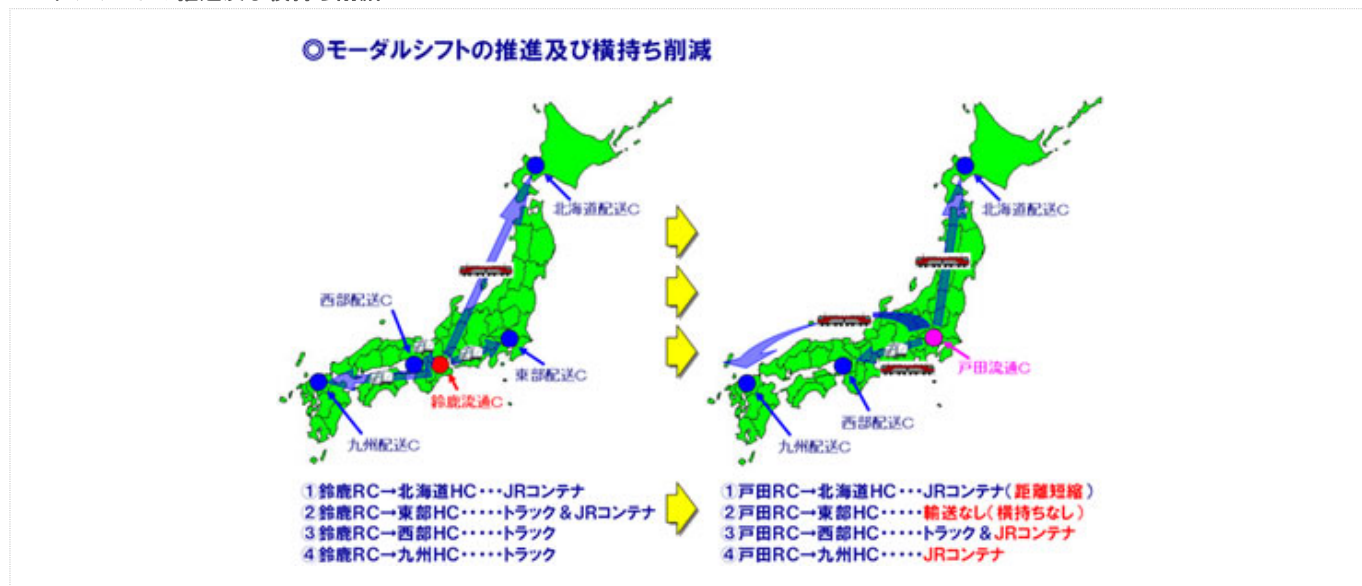 ◎モーダルシフトの推進及び横持ち削減
北海道配送C
西部配送C
東部配送C
鈴鹿流通C
九州配送C
北海道配送C
戸田流通C
西部配送C
九州配送C
①鈴鹿RC→北海道HC・・・JRコンテナ
②鈴鹿RC→東部HC・・・・・トラック&JRコンテナ
③鈴鹿RC→西部HC・・・・・トラック
④鈴鹿RC→九州HC・・・・・トラック
①戸田RC→北海道HC・・・JRコンテナ(距離短縮)
②戸田RC→東部HC・・・・・輸送なし(横持ちなし)
③戸田RC→西部HC・・・・・トラック&JRコンテナ
④戸田RC→九州HC・・・・・JRコンテナ